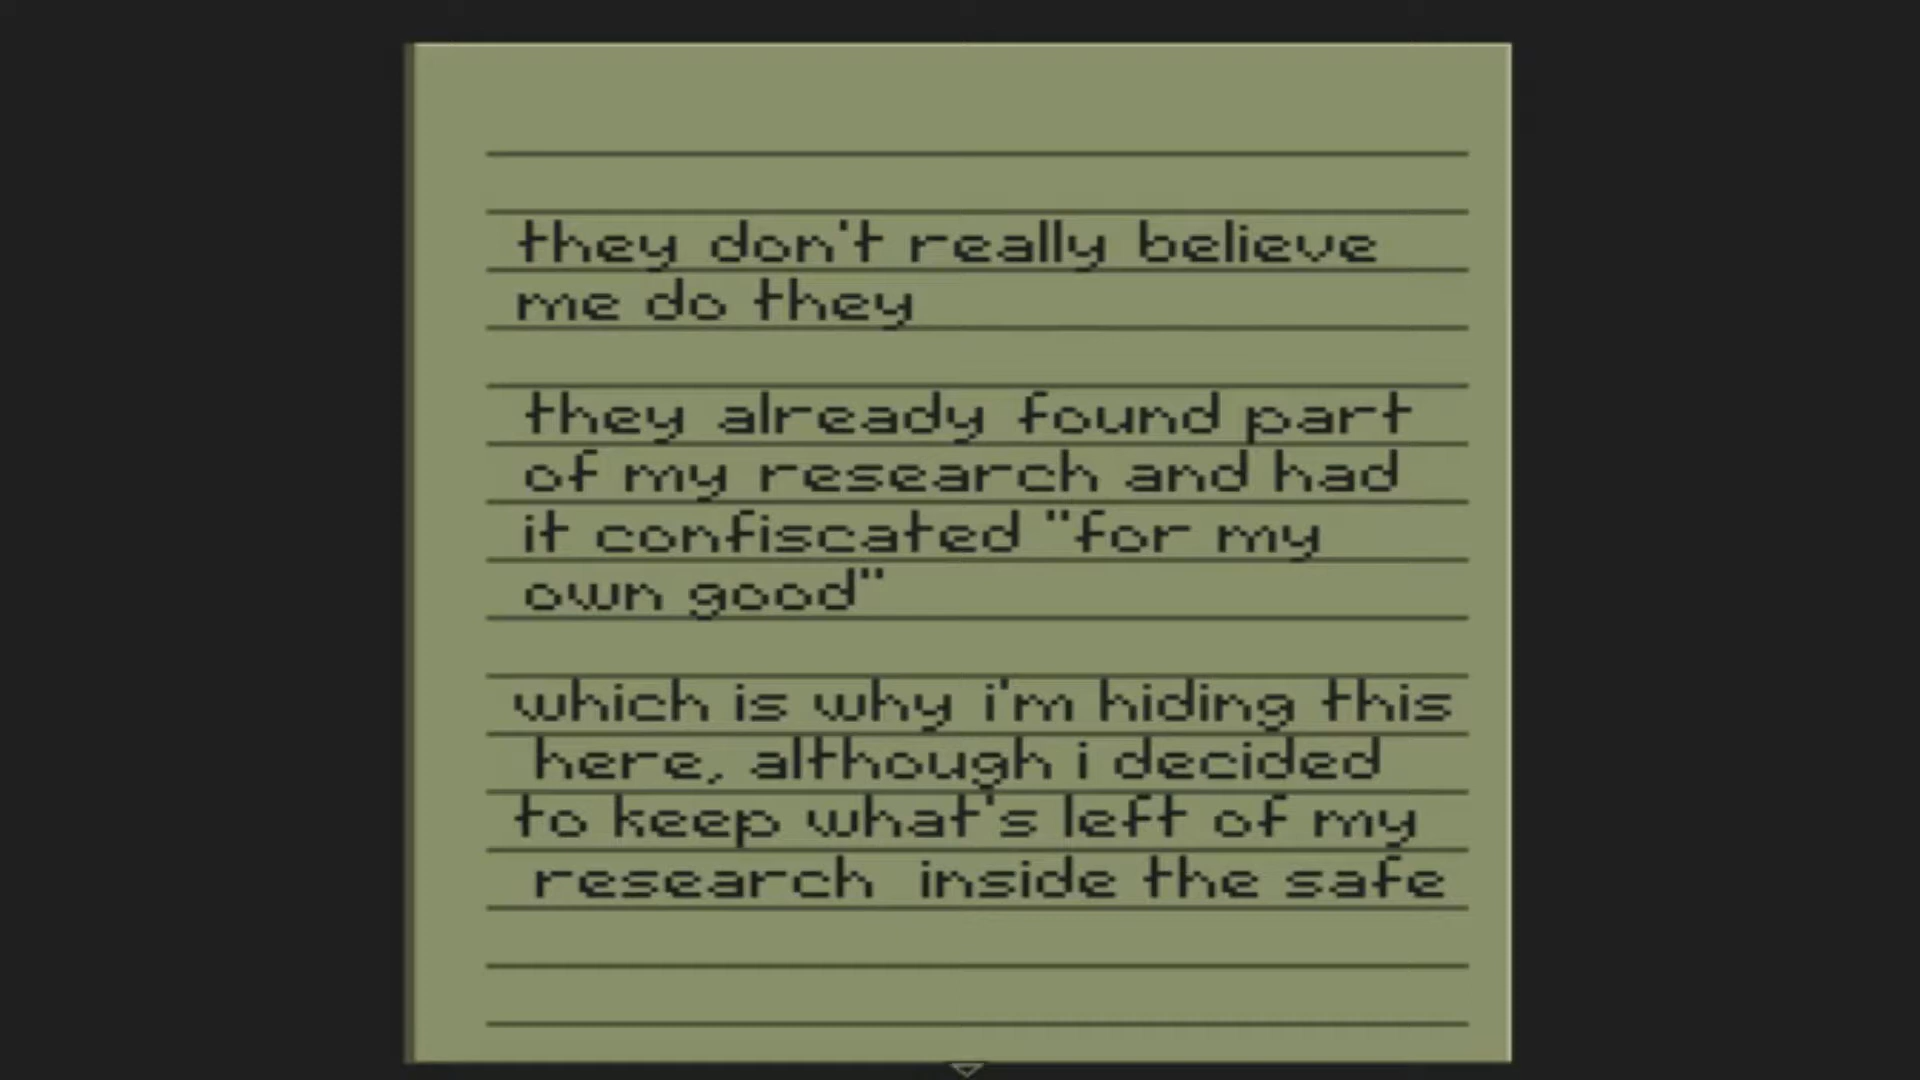 they don't really believe
me do they
they already found part
of my research and had
it confiscated "for my
own good"
which is why i'm hiding this
here, although i decided
to keep what's left of my
research inside the safe